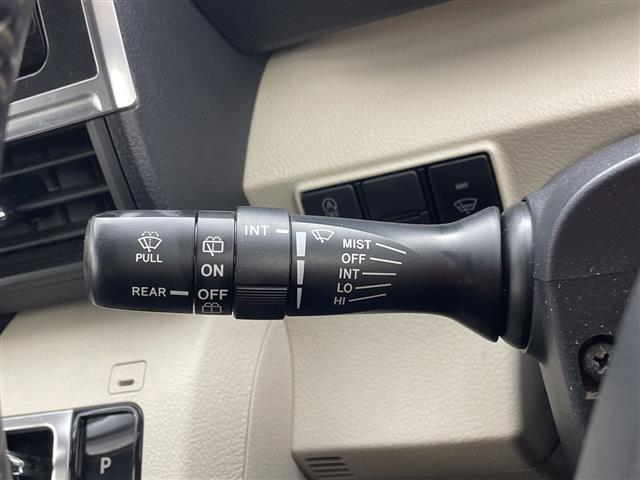 PULL
REAR
ON
OFF
INT
MIST
OFF
INT
LO
HI
P